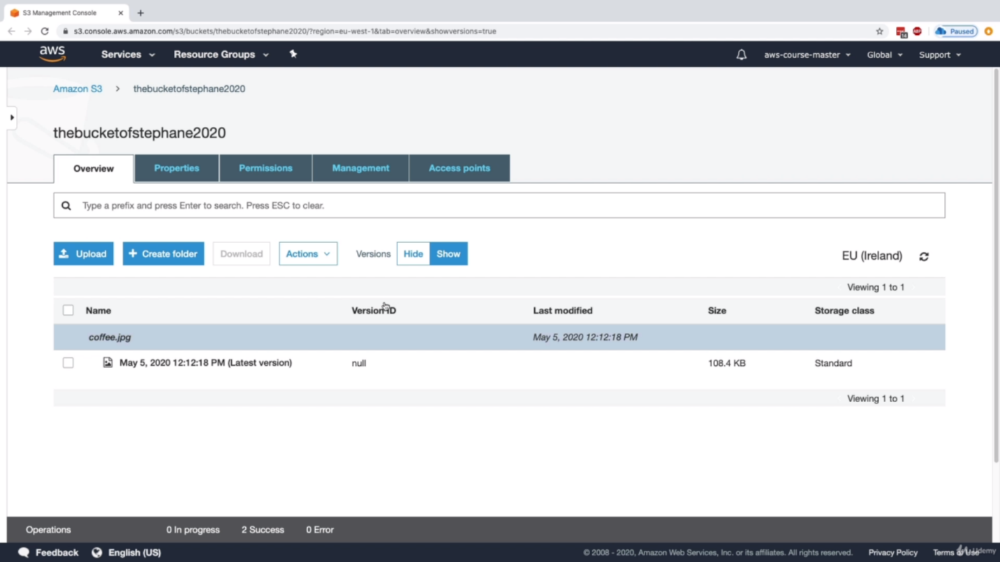 S3 Management Console
s3.console.aws.amazon.com/s3/buckets/thebucketofstephane2020/?region=eu-west-1&tab=overview&showversions=true
14
ABP
Paused
aws
Services
Resource Groups
aws-course-master
Global
Support
Amazon S3 > thebucketofstephane2020
thebucketofstephane2020
Overview
Properties
Permissions
Management
Access points
Type a prefix and press Enter to search. Press ESC to clear.
Upload
+ Create folder
Download
Actions
Versions
Hide
Show
EU (Ireland)
Viewing 1 to 1
Name
Version ID
Last modified
Size
Storage class
coffee.jpg
May 5, 2020 12:12:18 PM
May 5, 2020 12:12:18 PM (Latest version)
null
108.4 KB
Standard
Viewing 1 to 1
Operations
0 In progress
2 Success
0 Error
Feedback
English (US)
© 2008 - 2020, Amazon Web Services, Inc. or its affiliates. All rights reserved.
Privacy Policy
Terms of Use
Udemy